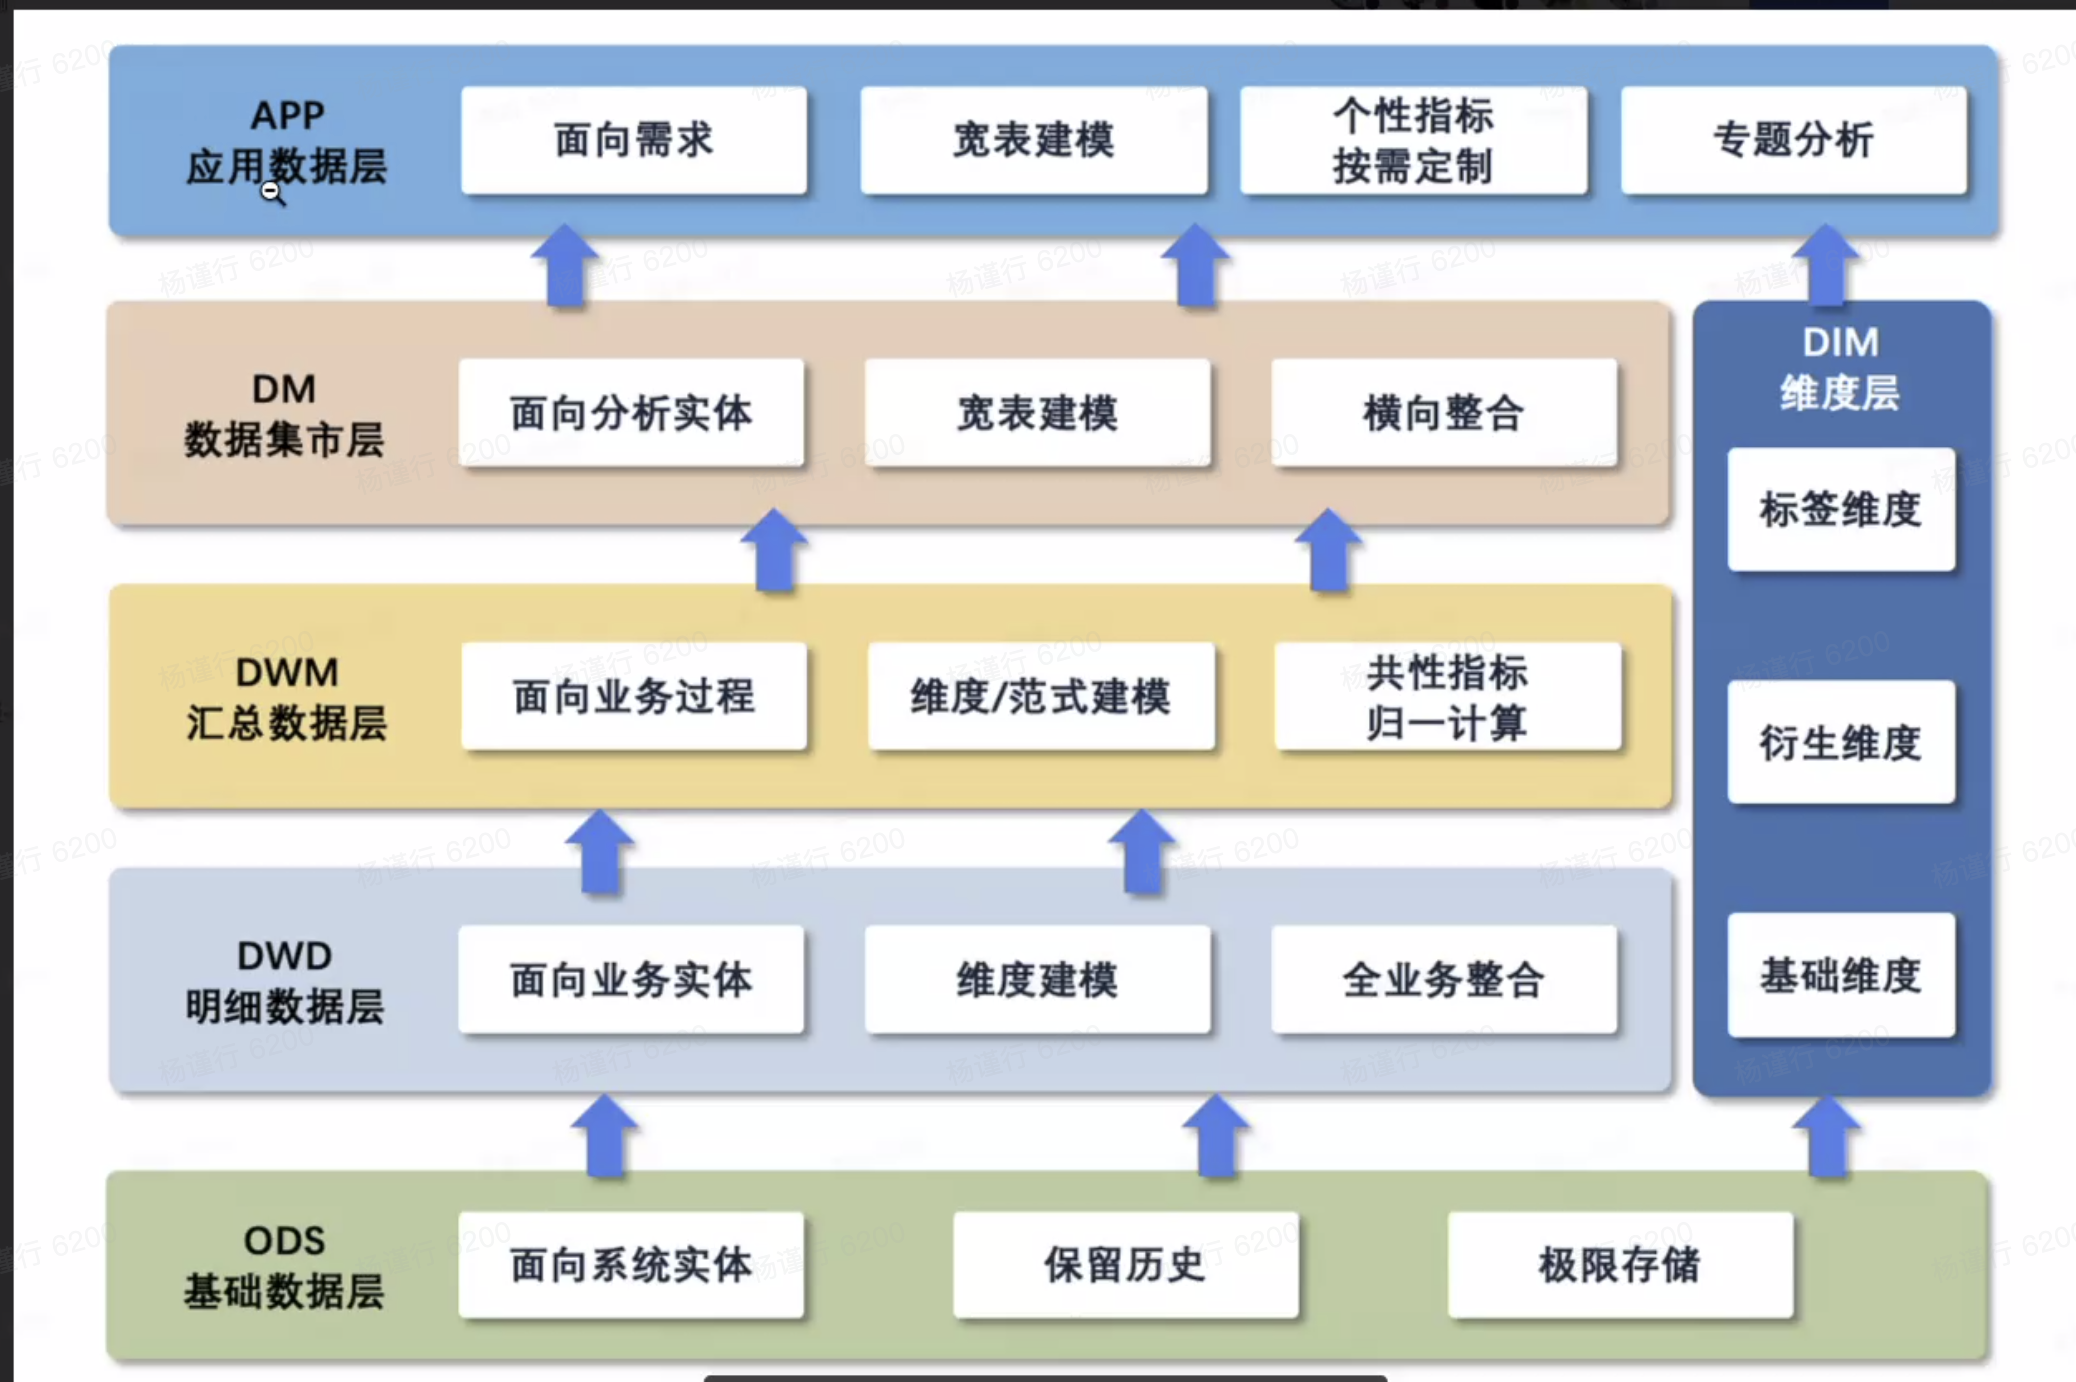 APP
应用数据层
面向需求
宽表建模
个性指标
按需定制
专题分析
DM
数据集市层
面向分析实体
宽表建模
横向整合
DIM
维度层
标签维度
衍生维度
基础维度
DWM
汇总数据层
面向业务过程
维度/范式建模
共性指标
归一计算
DWD
明细数据层
面向业务实体
维度建模
全业务整合
ODS
基础数据层
面向系统实体
保留历史
极限存储
杨谨行 6200